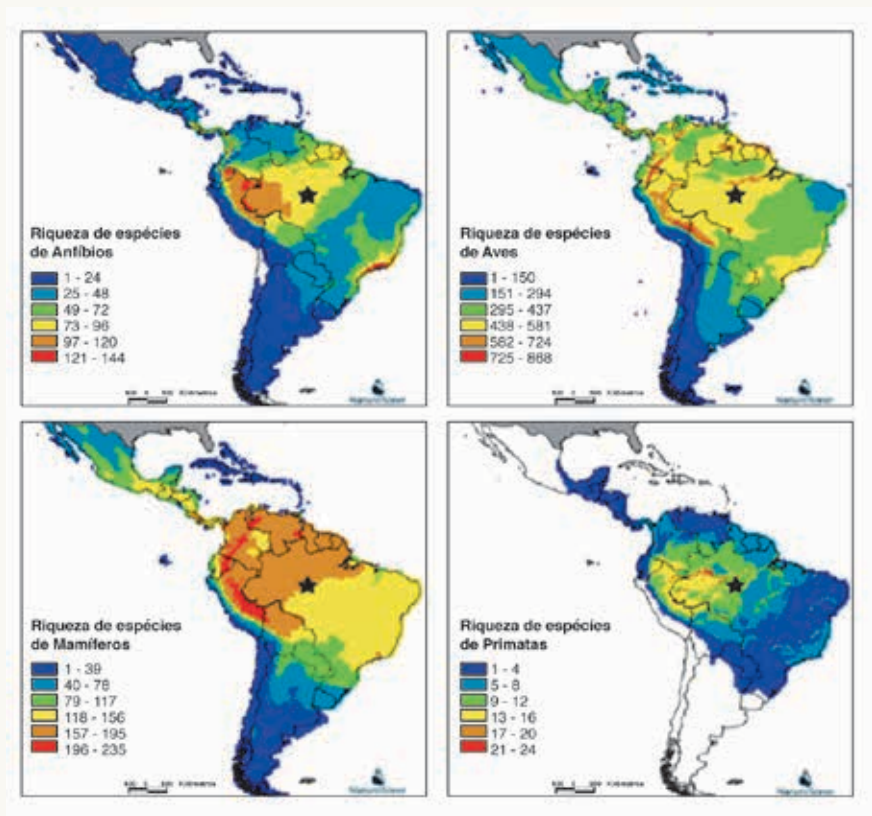 Riqueza de espécies
de Anfíbios
1 - 24
25 - 48
49 - 72
73 - 96
97 - 120
121 - 144
Riqueza de espécies
de Aves
1 - 150
151 - 294
295 - 437
438 - 581
582 - 724
725 - 868
Riqueza de espécies
de Mamíferos
1 - 39
40 - 78
79 - 117
118 - 156
157 - 195
196 - 235
Riqueza de espécies
de Primatas
1 - 4
5 - 8
9 - 12
13 - 16
17 - 20
21 - 24